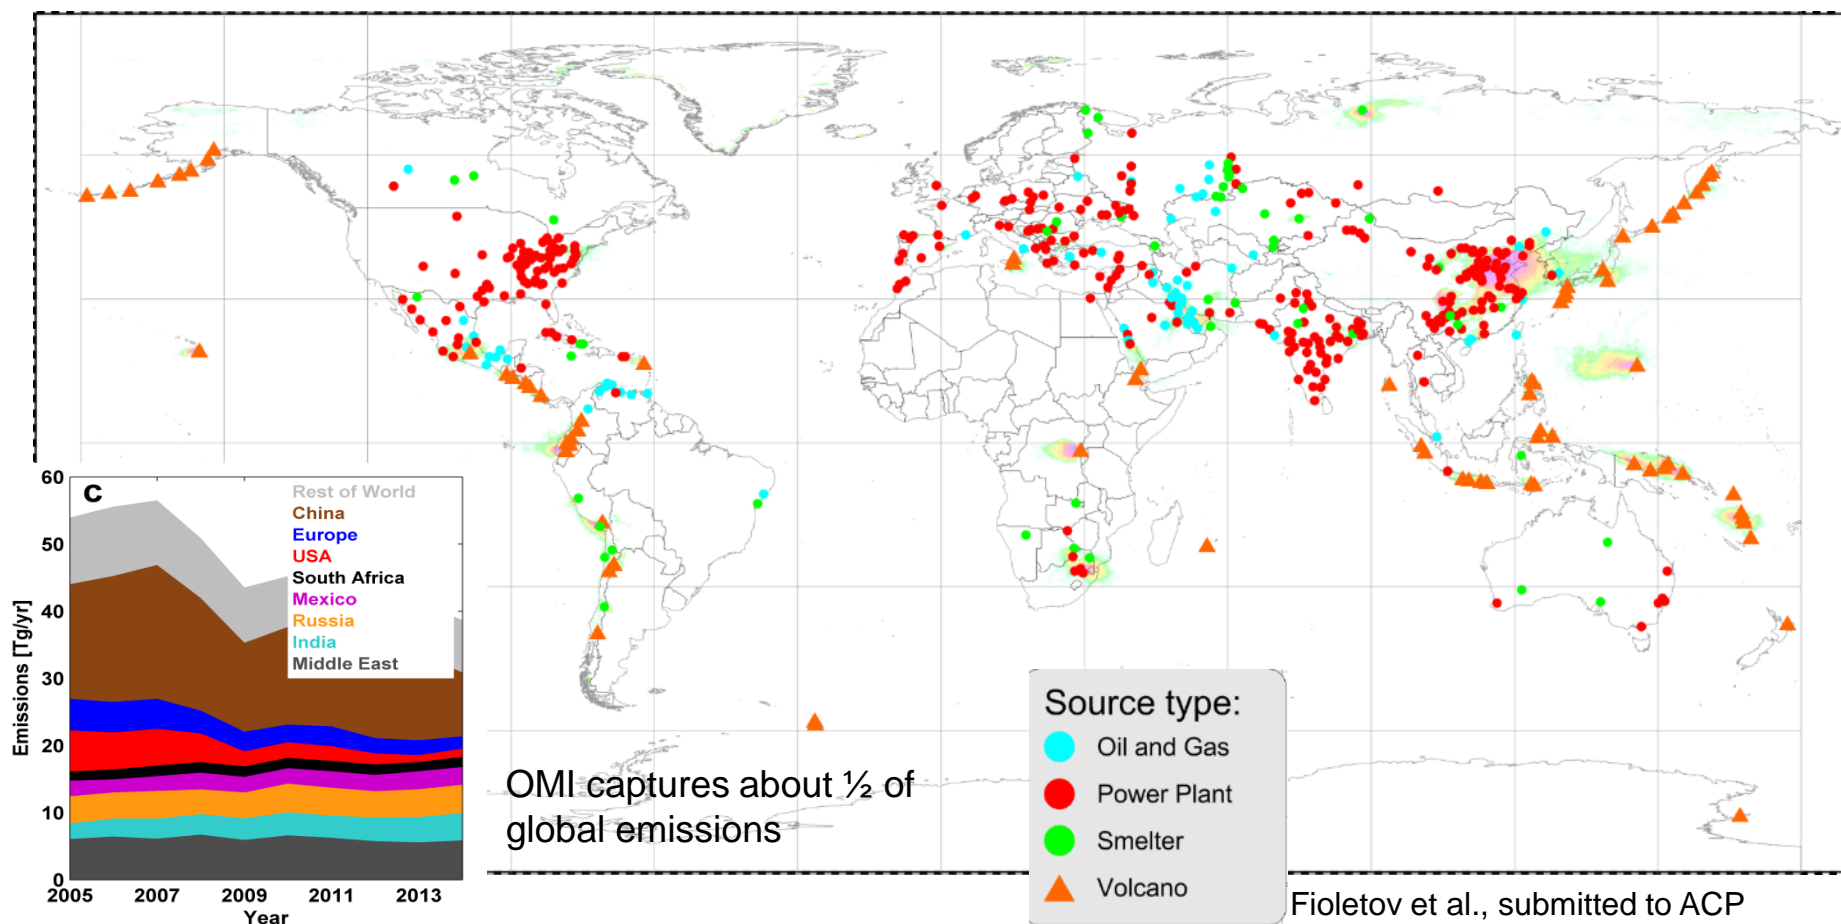 60
50
40
30
20
10
0
Emissions [Tg/yr]
C
Rest of World
China
Europe
USA
South Africa
Mexico
Russia
India
Middle East
2005 2007 2009 2011 2013
Year
OMI captures about ½ of
global emissions
Source type:
Oil and Gas
Power Plant
Smelter
Volcano
Fioletov et al., submitted to ACP